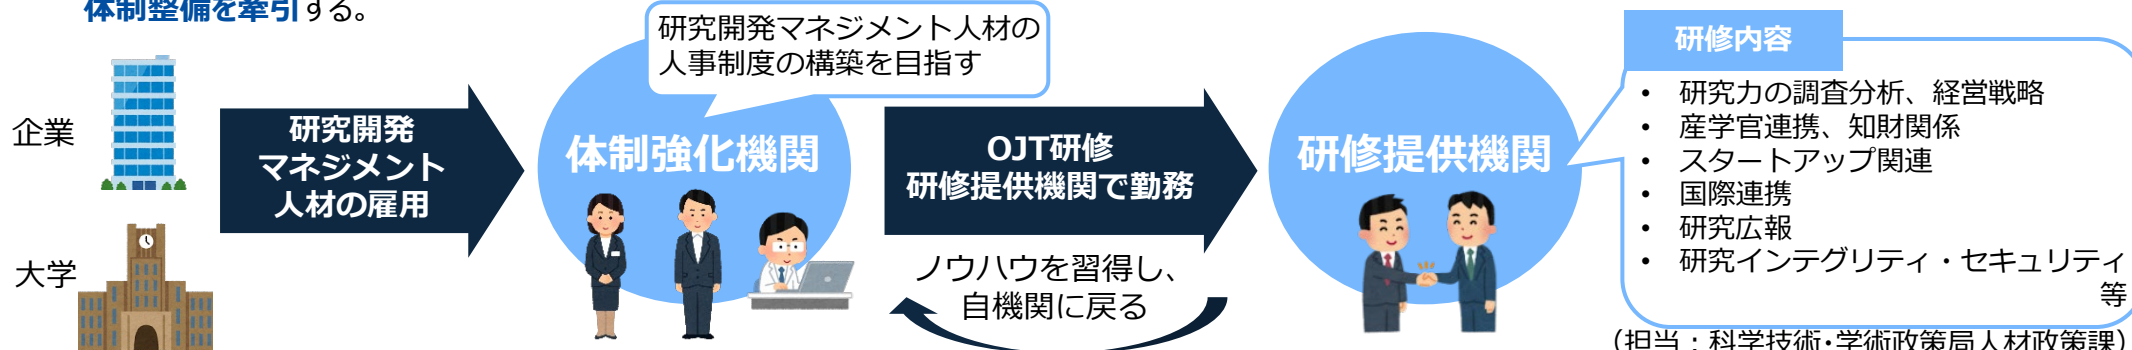 体制整備を牽引する。
企業
大学
研究開発
マネジメント
人材の雇用
研究開発マネジメント人材の
人事制度の構築を目指す
体制強化機関
OJT研修
研修提供機関で勤務
ノウハウを習得し、
自機関に戻る
研修提供機関
研修内容
• 研究力の調査分析、経営戦略
• 産学官連携、知財関係
• スタートアップ関連
• 国際連携
• 研究広報
• 研究インテグリティ・セキュリティ
等
（担当：科学技術・学術政策局人材政策課）